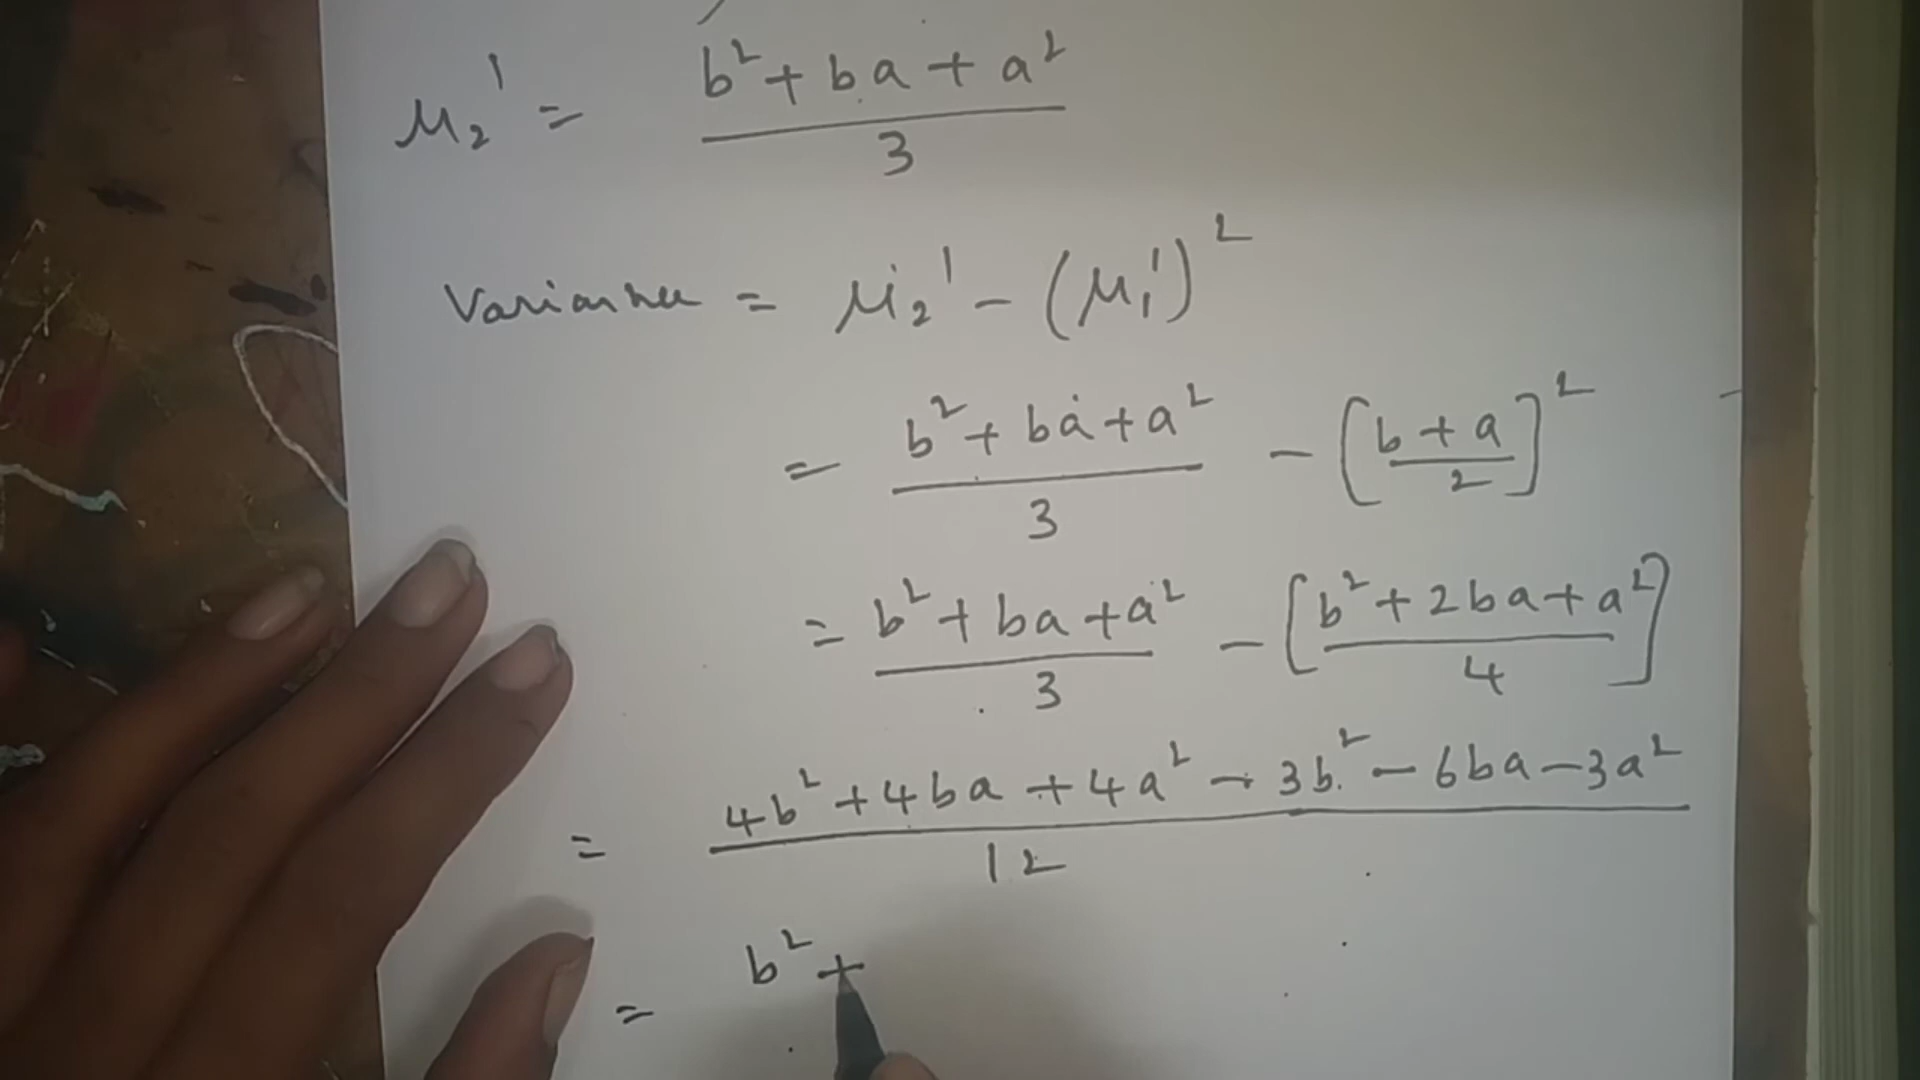 μ₂' = (b² + ba + a²)/3
Variance = μ₂' − (μ₁')²
= (b² + ba + a²)/3 − [(b + a)/2]²
= (b² + ba + a²)/3 − [(b² + 2ba + a²)/4]
= (4b² + 4ba + 4a² − 3b² − 6ba − 3a²)/12
= b² +